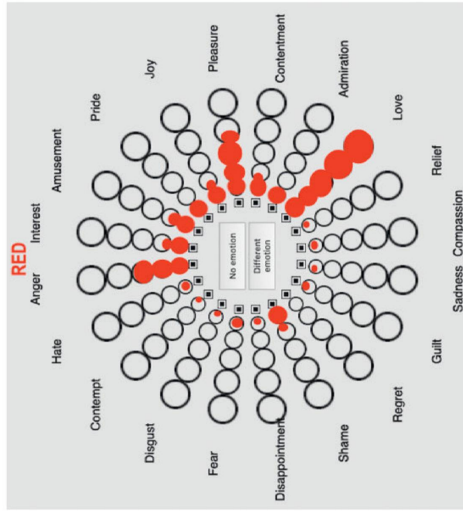 RED
Anger
Interest
Amusement
Pride
Joy
Pleasure
Contentment
Admiration
Love
Relief
Compassion
Sadness
Guilt
Regret
Shame
Disappointment
Fear
Disgust
Contempt
Hate
No emotion
Different
emotion